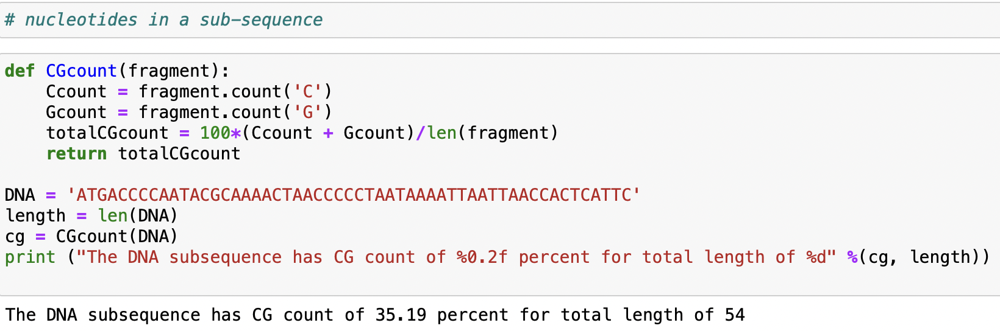 # nucleotides in a sub-sequence
def CGcount(fragment):
    Ccount = fragment.count('C')
    Gcount = fragment.count('G')
    totalCGcount = 100*(Ccount + Gcount)/len(fragment)
    return totalCGcount
DNA = 'ATGACCCCAATACGCAAAACTAACCCCCTAATAAAATTAATTAACCACTCATTC'
length = len(DNA)
cg = CGcount(DNA)
print ("The DNA subsequence has CG count of %0.2f percent for total length of %d" %(cg, length))
The DNA subsequence has CG count of 35.19 percent for total length of 54